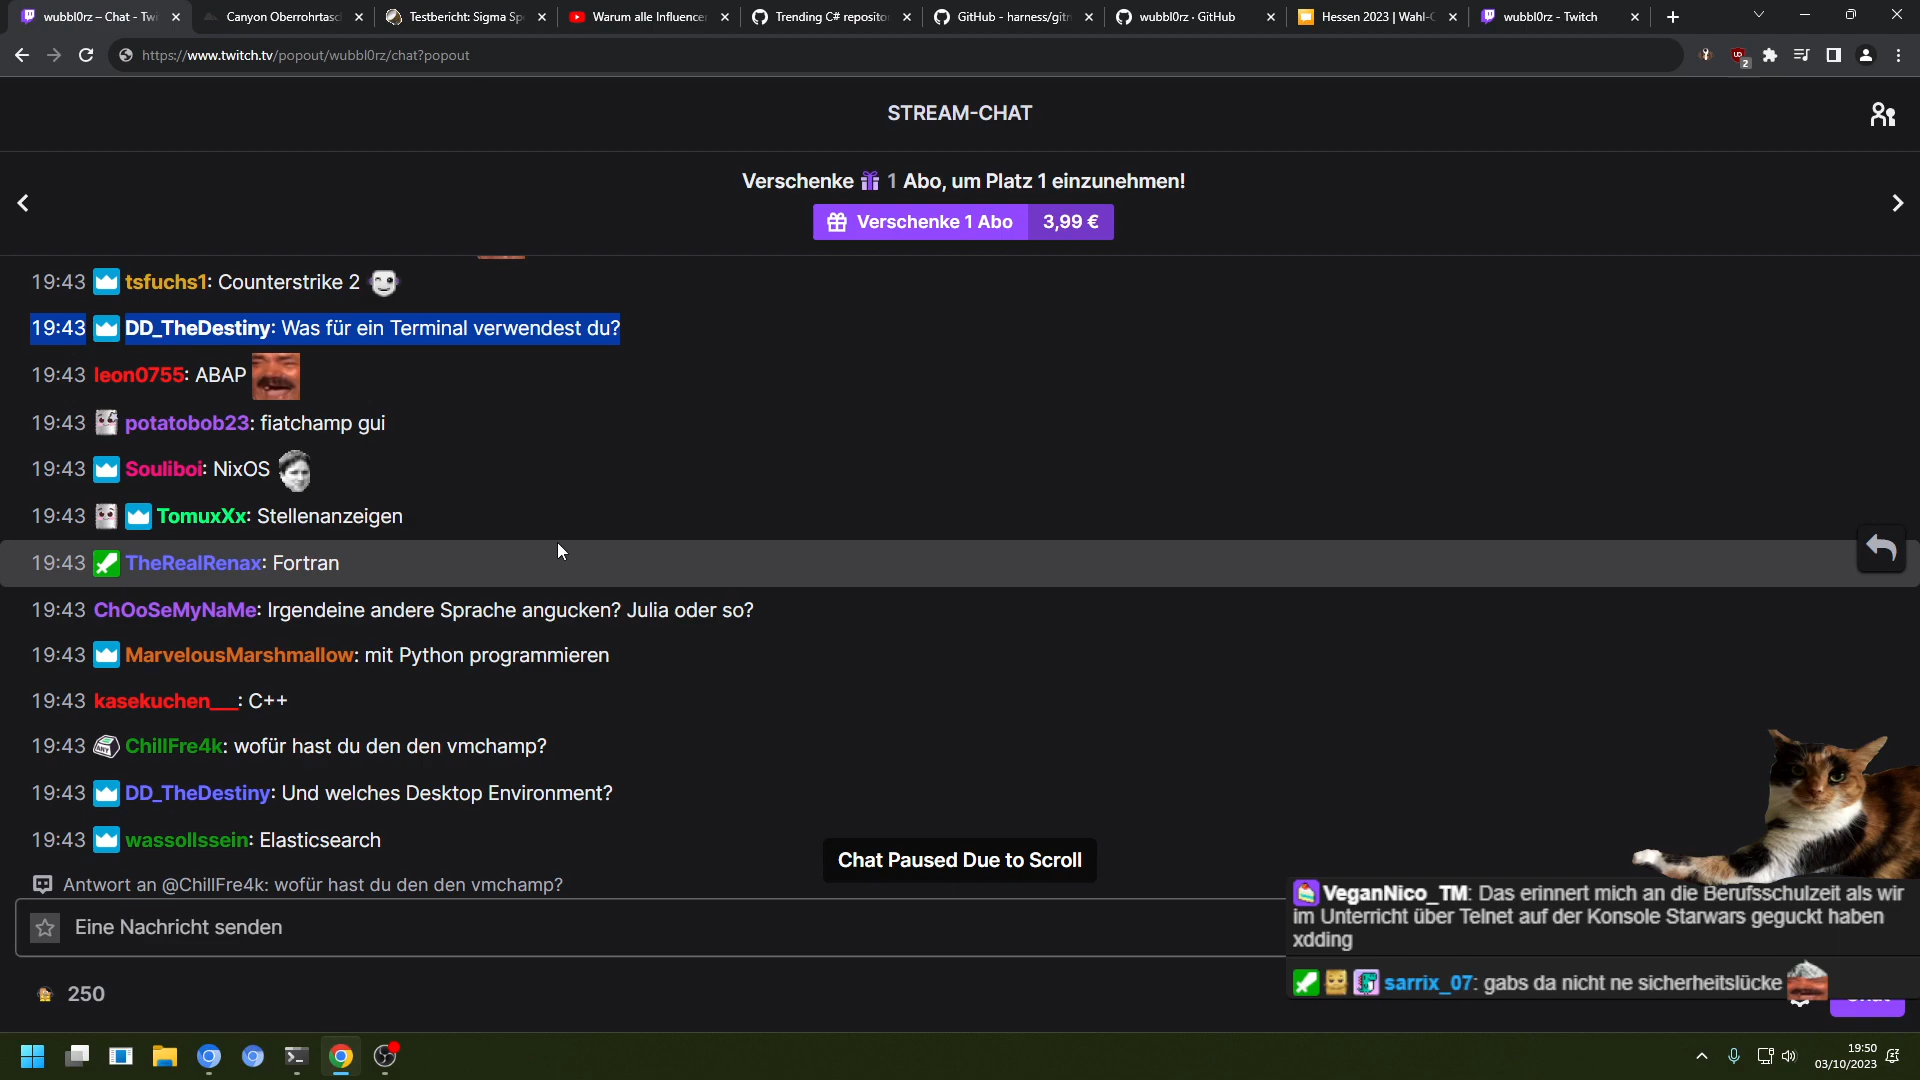 wubbl0rz - Chat - Twi
Canyon Oberrohrtasc
Testbericht: Sigma Sp
Warum alle Influence
Trending C# reposito
GitHub - harness/git
wubbl0rz · GitHub
Hessen 2023 | Wahl-
wubbl0rz - Twitch
https://www.twitch.tv/popout/wubbl0rz/chat?popout
2
STREAM-CHAT
Verschenke 1 Abo, um Platz 1 einzunehmen!
Verschenke 1 Abo 3,99 €
19:43 tsfuchs1: Counterstrike 2
19:43 DD_TheDestiny: Was für ein Terminal verwendest du?
19:43 leon0755: ABAP
19:43 potatobob23: fiatchamp gui
19:43 Souliboi: NixOS
19:43 TomuxXx: Stellenanzeigen
19:43 TheRealRenax: Fortran
19:43 ChOoSeMyNaMe: Irgendeine andere Sprache angucken? Julia oder so?
19:43 MarvelousMarshmallow: mit Python programmieren
19:43 kasekuchen___: C++
19:43 ChillFre4k: wofür hast du den den vmchamp?
19:43 DD_TheDestiny: Und welches Desktop Environment?
19:43 wassollssein: Elasticsearch
Chat Paused Due to Scroll
Antwort an @ChillFre4k: wofür hast du den den vmchamp?
Eine Nachricht senden
VeganNico_TM: Das erinnert mich an die Berufsschulzeit als wir
im Unterricht über Telnet auf der Konsole Starwars geguckt haben
xdding
sarrix_07: gabs da nicht ne sicherheitslücke
250
19:50
03/10/2023